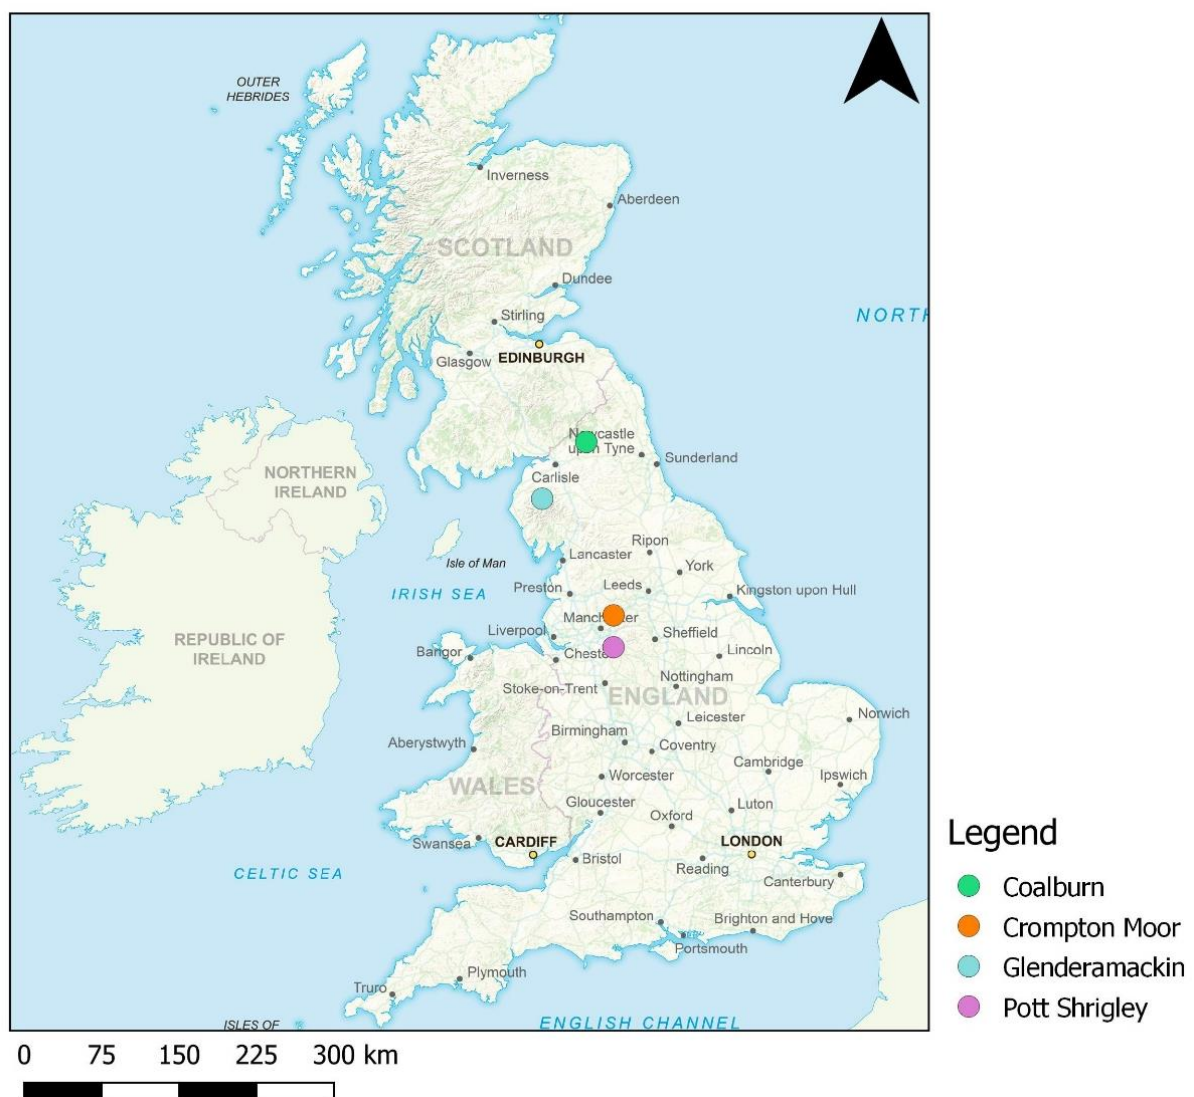 OUTER
HEBRIDES
Inverness
Aberdeen
SCOTLAND
Dundee
NORTH
Stirling
EDINBURGH
Glasgow
Newcastle
upon Tyne
Sunderland
NORTHERN
IRELAND
Carlisle
Ripon
Isle of Man
Lancaster
York
IRISH SEA
Preston
Leeds
Kingston upon Hull
Manchester
Liverpool
Sheffield
REPUBLIC OF
IRELAND
Bangor
Chester
Lincoln
Stoke-on-Trent
Nottingham
ENGLAND
Norwich
Leicester
Birmingham
Aberystwyth
Coventry
Cambridge
Ipswich
WALES
Worcester
Gloucester
Luton
Oxford
Swansea
CARDIFF
LONDON
Bristol
Reading
CELTIC SEA
Canterbury
Southampton
Brighton and Hove
Portsmouth
Plymouth
Truro
ISLES OF
ENGLISH CHANNEL
Legend
Coalburn
Crompton Moor
Glenderamackin
Pott Shrigley
0 75 150 225 300 km